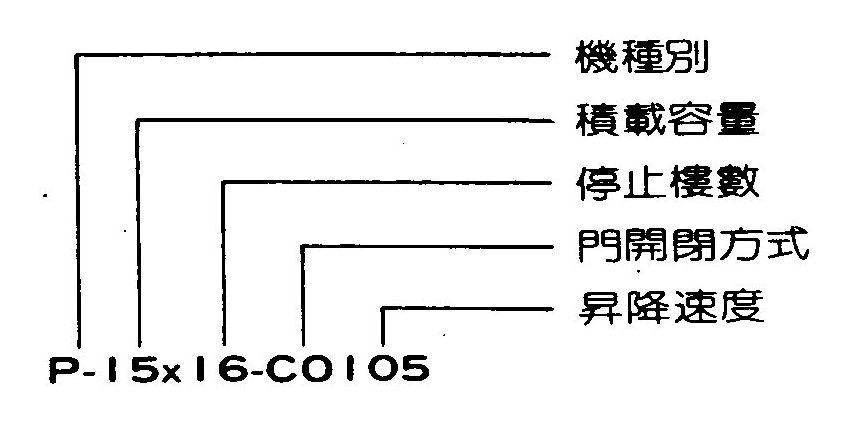 機種別
積載容量
停止樓數
門開閉方式
昇降速度
P-15x16-CO105